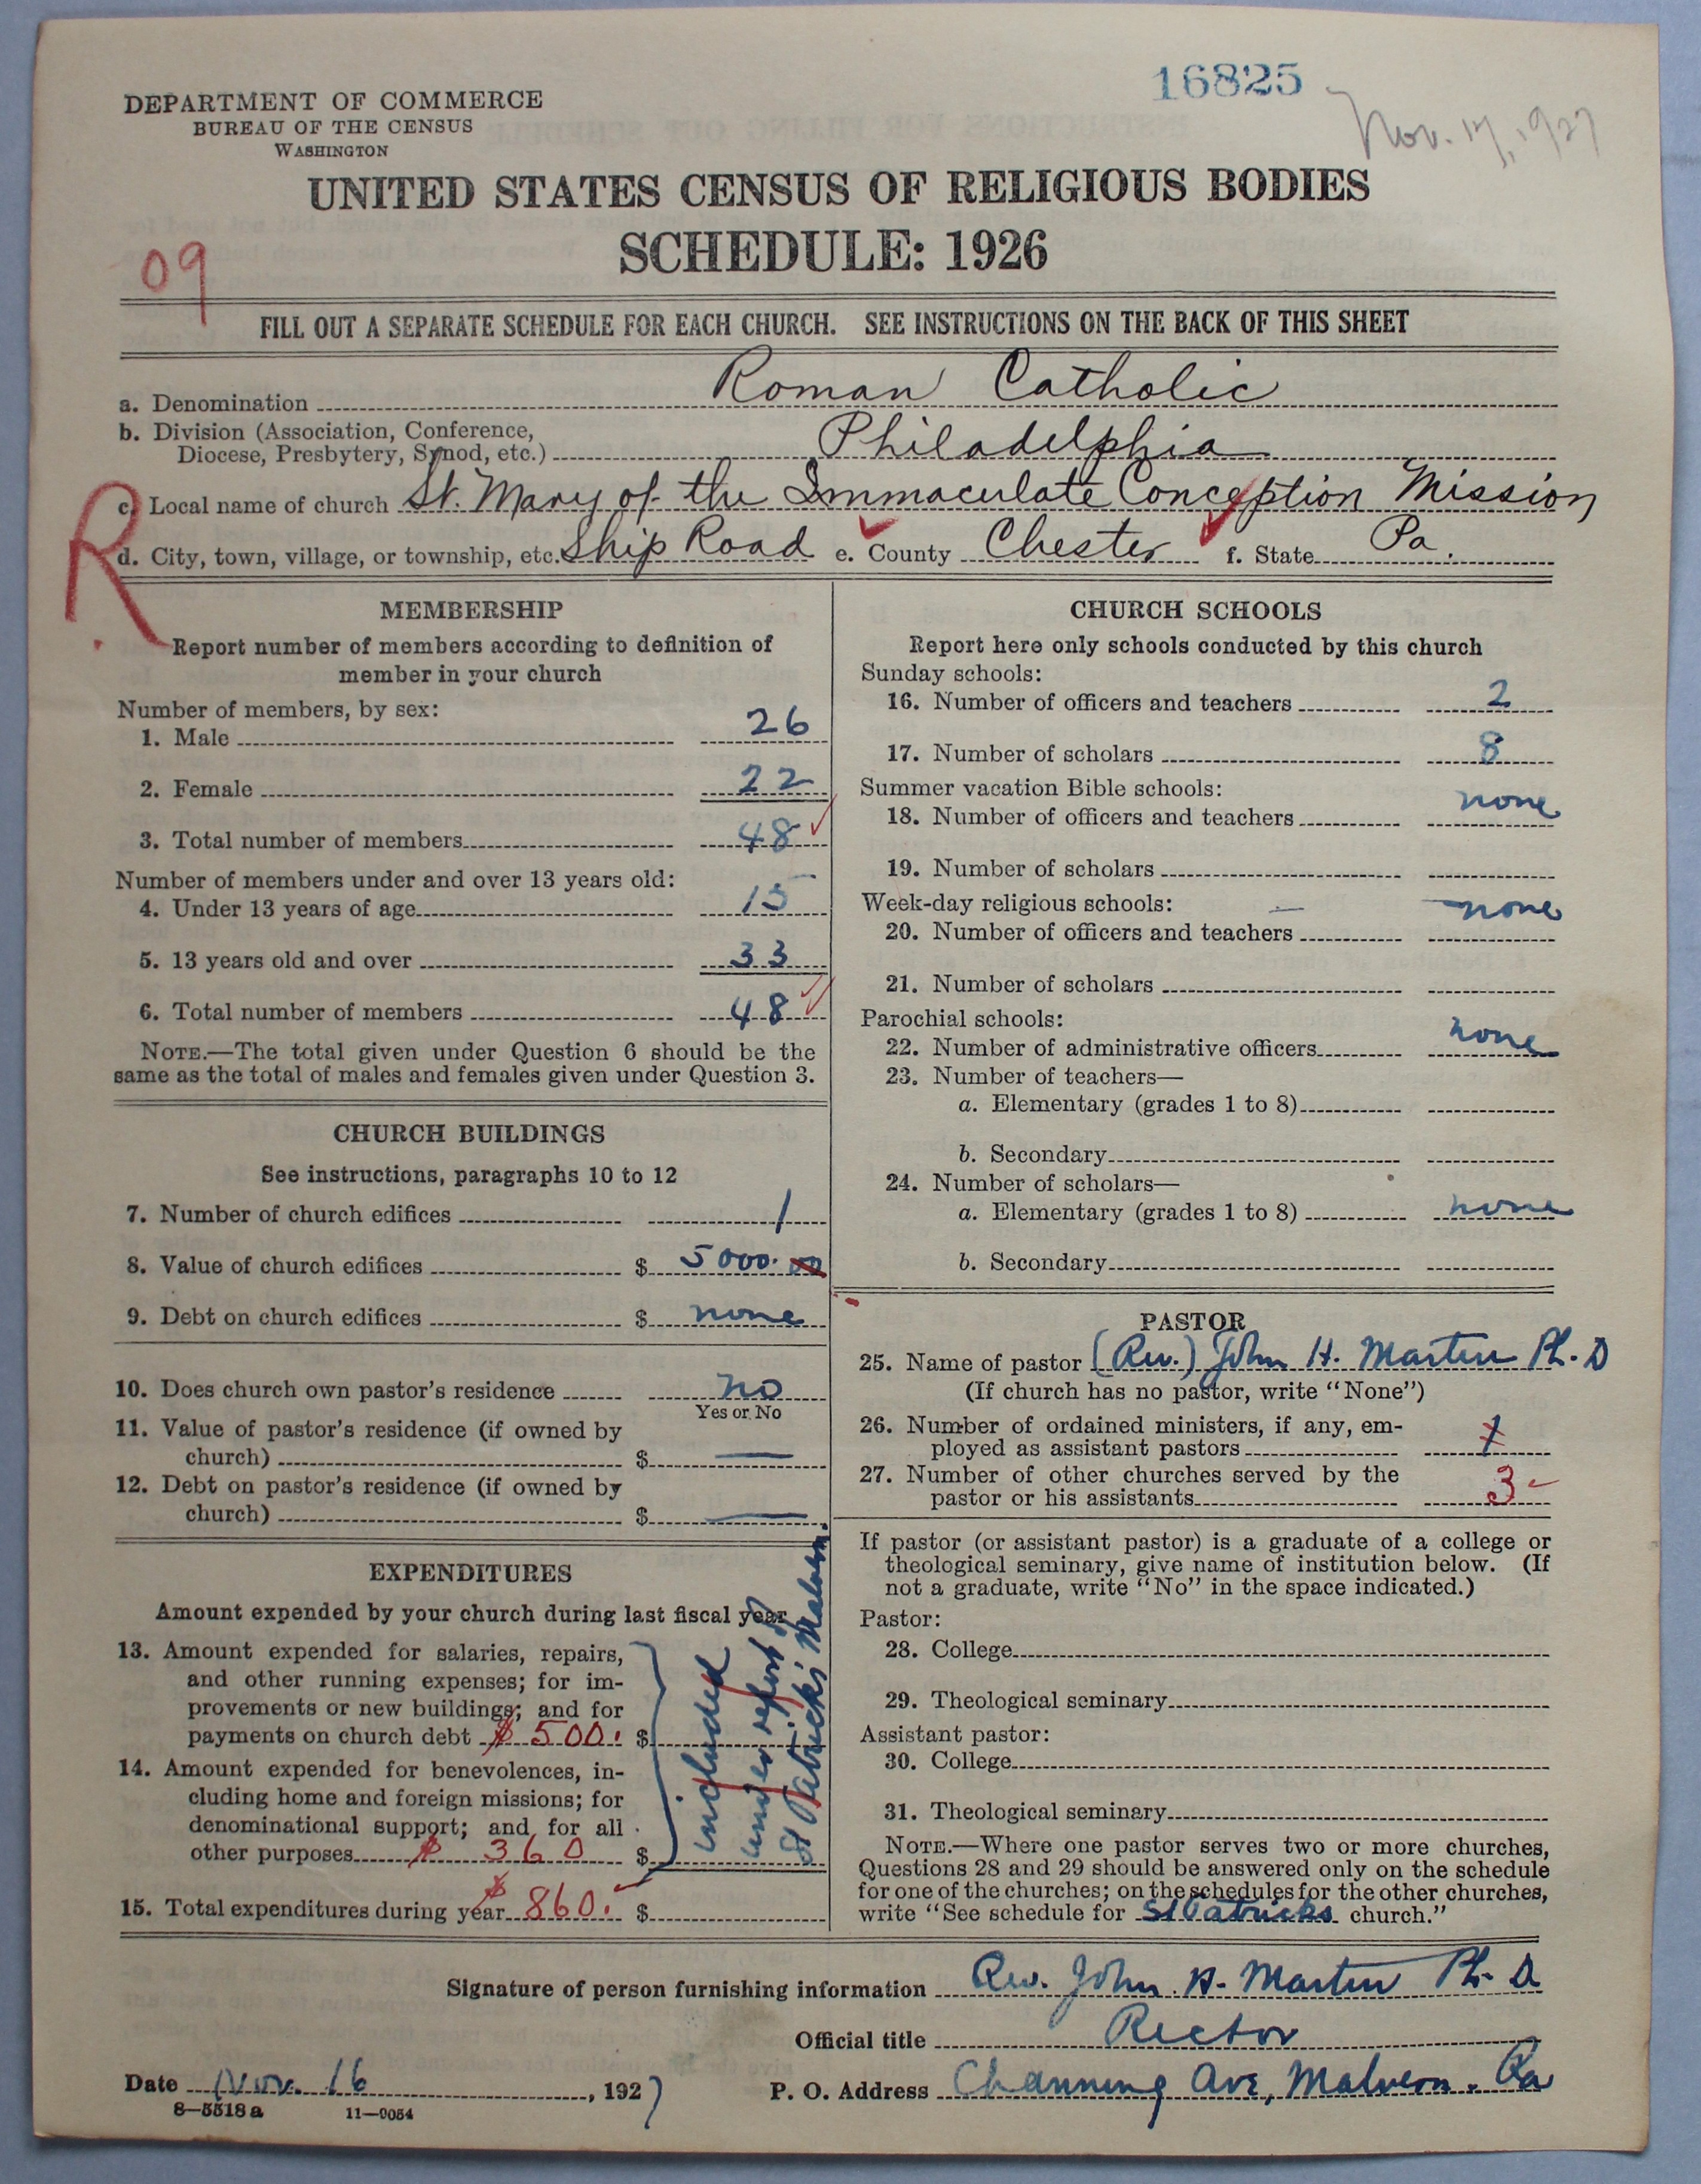 16825
Nov. 17, 1927
DEPARTMENT OF COMMERCE
BUREAU OF THE CENSUS
WASHINGTON
UNITED STATES CENSUS OF RELIGIOUS BODIES
SCHEDULE: 1926
09
FILL OUT A SEPARATE SCHEDULE FOR EACH CHURCH. SEE INSTRUCTIONS ON THE BACK OF THIS SHEET
a. Denomination Roman Catholic
b. Division (Association, Conference,
Diocese, Presbytery, Synod, etc.) Philadelphia
c. Local name of church St. Mary of the Immaculate Conception Mission
R
d. City, town, village, or township, etc. Ship Road e. County Chester f. State Pa.
MEMBERSHIP
Report number of members according to definition of
member in your church
Number of members, by sex:
1. Male 26
2. Female 22
3. Total number of members 48
Number of members under and over 13 years old:
4. Under 13 years of age 15
5. 13 years old and over 33
6. Total number of members 48
NOTE.—The total given under Question 6 should be the
same as the total of males and females given under Question 3.
CHURCH BUILDINGS
See instructions, paragraphs 10 to 12
7. Number of church edifices 1
8. Value of church edifices $ 5000.00
9. Debt on church edifices $ none
10. Does church own pastor's residence no
Yes or No
11. Value of pastor's residence (if owned by
church) $ —
12. Debt on pastor's residence (if owned by
church) $ —
EXPENDITURES
Amount expended by your church during last fiscal year
13. Amount expended for salaries, repairs,
and other running expenses; for im-
provements or new buildings; and for
payments on church debt $ 500. $
14. Amount expended for benevolences, in-
cluding home and foreign missions; for
denominational support; and for all
other purposes $ 360 $
15. Total expenditures during year $ 860. $
included
under report of
St Patrick's Malvern.
CHURCH SCHOOLS
Report here only schools conducted by this church
Sunday schools:
16. Number of officers and teachers 2
17. Number of scholars 8
Summer vacation Bible schools:
18. Number of officers and teachers none
19. Number of scholars
Week-day religious schools: — none
20. Number of officers and teachers
21. Number of scholars
Parochial schools:
22. Number of administrative officers none
23. Number of teachers—
a. Elementary (grades 1 to 8)
b. Secondary
24. Number of scholars—
a. Elementary (grades 1 to 8) none
b. Secondary
PASTOR
25. Name of pastor (Rev.) John H. Martin Ph. D
(If church has no pastor, write "None")
26. Number of ordained ministers, if any, em-
ployed as assistant pastors 1
27. Number of other churches served by the
pastor or his assistants 3
If pastor (or assistant pastor) is a graduate of a college or
theological seminary, give name of institution below. (If
not a graduate, write "No" in the space indicated.)
Pastor:
28. College
29. Theological seminary
Assistant pastor:
30. College
31. Theological seminary
NOTE.—Where one pastor serves two or more churches,
Questions 28 and 29 should be answered only on the schedule
for one of the churches; on the schedules for the other churches,
write "See schedule for St Patricks church."
Signature of person furnishing information Rev. John H. Martin Ph. D
Official title Rector
Date Nov. 16, 1927 P. O. Address Channing Ave, Malvern. Pa
8—5518 a 11—9054